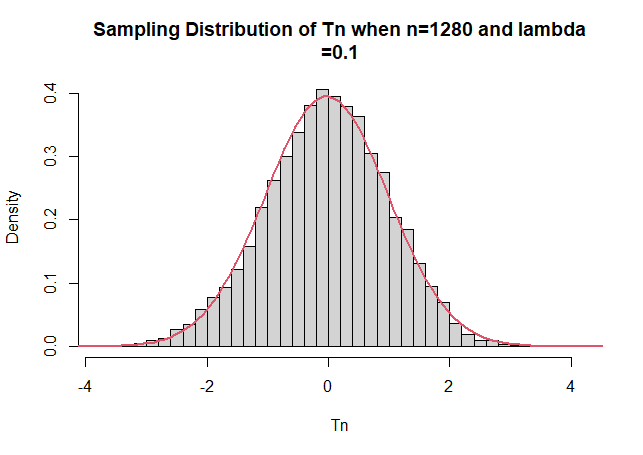 Sampling Distribution of Tn when n=1280 and lambda
=0.1
Density
0.4
0.3
0.2
0.1
0.0
-4 -2 0 2 4
Tn